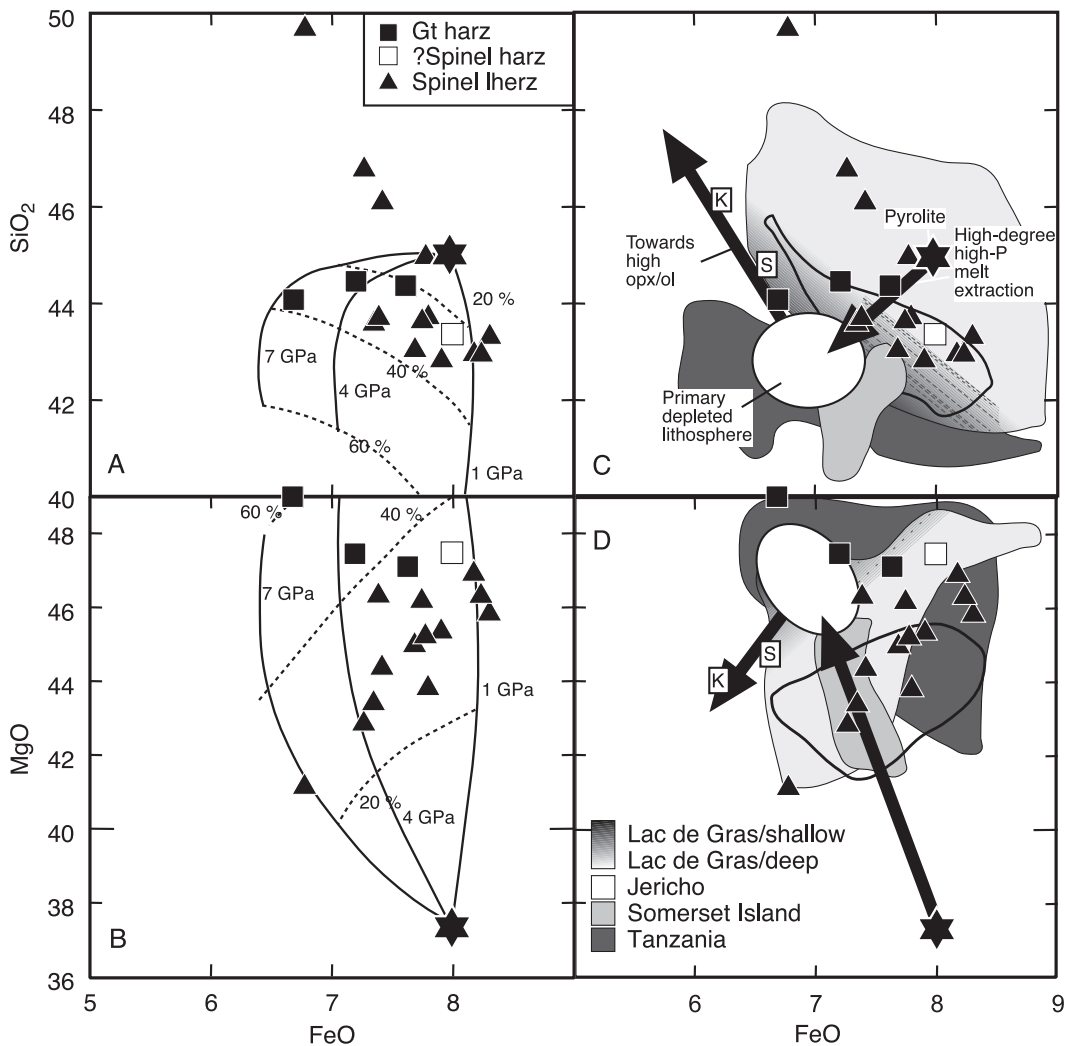 50
48
46
44
42
SiO2
Gt harz
?Spinel harz
Spinel lherz
7 GPa
4 GPa
20 %
40 %
60 %
1 GPa
A
K
S
Towards
high
opx/ol
Pyrolite
High-degree
high-P
melt
extraction
Primary
depleted
lithosphere
C
40
48
46
44
42
40
38
36
MgO
60 %
40 %
7 GPa
1 GPa
20 %
4 GPa
B
5
6
7
8
FeO
D
S
K
Lac de Gras/shallow
Lac de Gras/deep
Jericho
Somerset Island
Tanzania
6
7
8
9
FeO